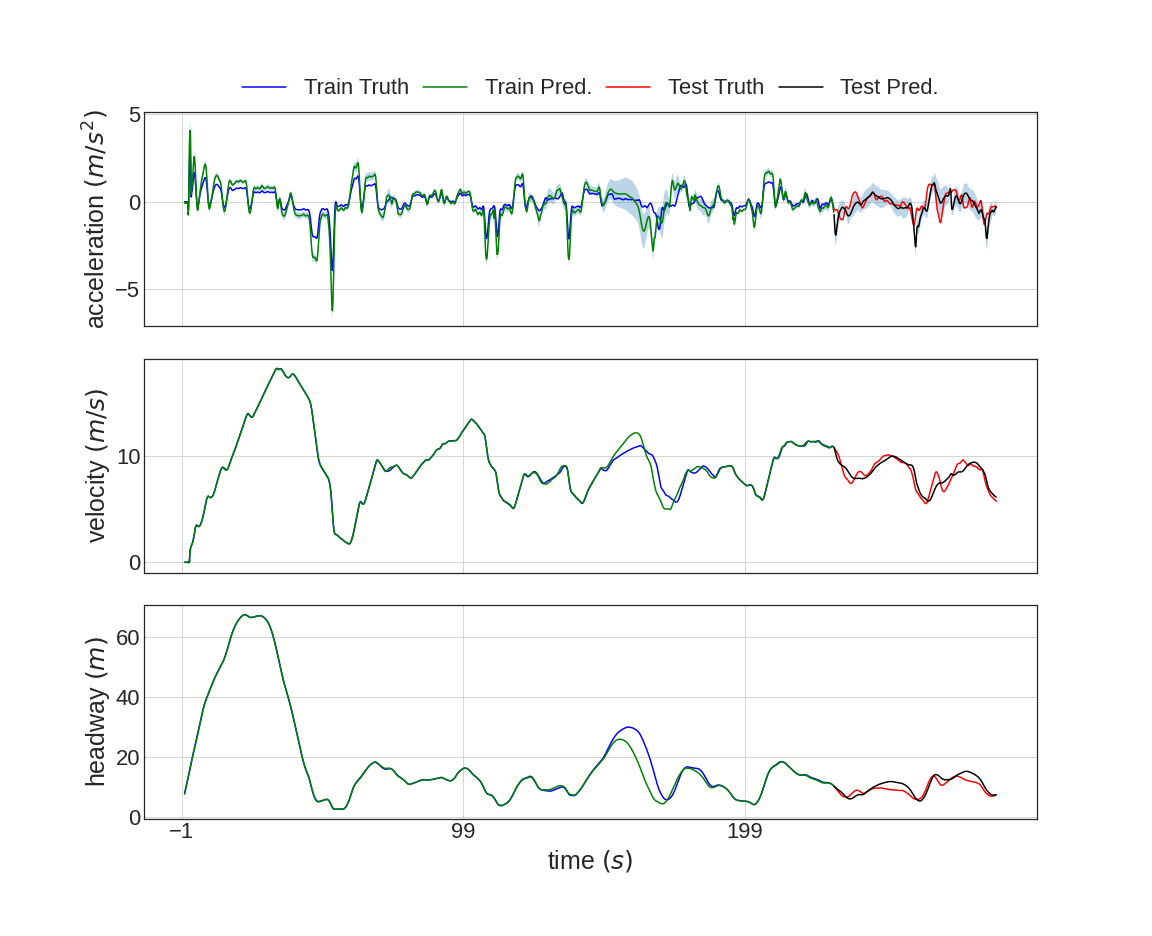 Train Truth Train Pred. Test Truth Test Pred.
5
0
−5
acceleration (m/s²)
10
0
velocity (m/s)
60
40
20
0
headway (m)
−1 99 199
time (s)